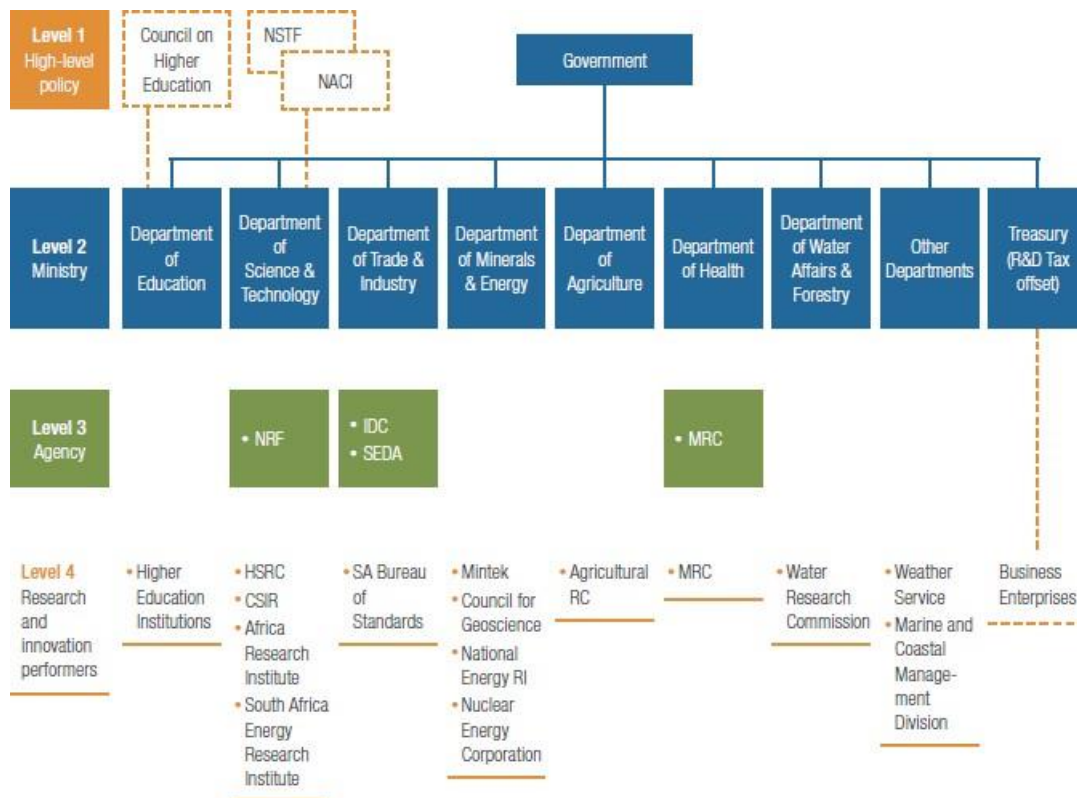 Level 1
High-level
policy
Council on
Higher
Education
NSTF
NACI
Government
Level 2
Ministry
Department
of
Education
Department
of
Science &
Technology
Department
of Trade &
Industry
Department
of Minerals
& Energy
Department
of
Agriculture
Department
of Health
Department
of Water
Affairs &
Forestry
Other
Departments
Treasury
(R&D Tax
offset)
Level 3
Agency
• NRF
• IDC
• SEDA
• MRC
Level 4
Research
and
innovation
performers
• Higher
Education
Institutions
• HSRC
• CSIR
• Africa
Research
Institute
• South Africa
Energy
Research
Institute
• SA Bureau
of
Standards
• Mintek
• Council for
Geoscience
• National
Energy RI
• Nuclear
Energy
Corporation
• Agricultural
RC
• MRC
• Water
Research
Commission
• Weather
Service
• Marine and
Coastal
Manage-
ment
Division
Business
Enterprises